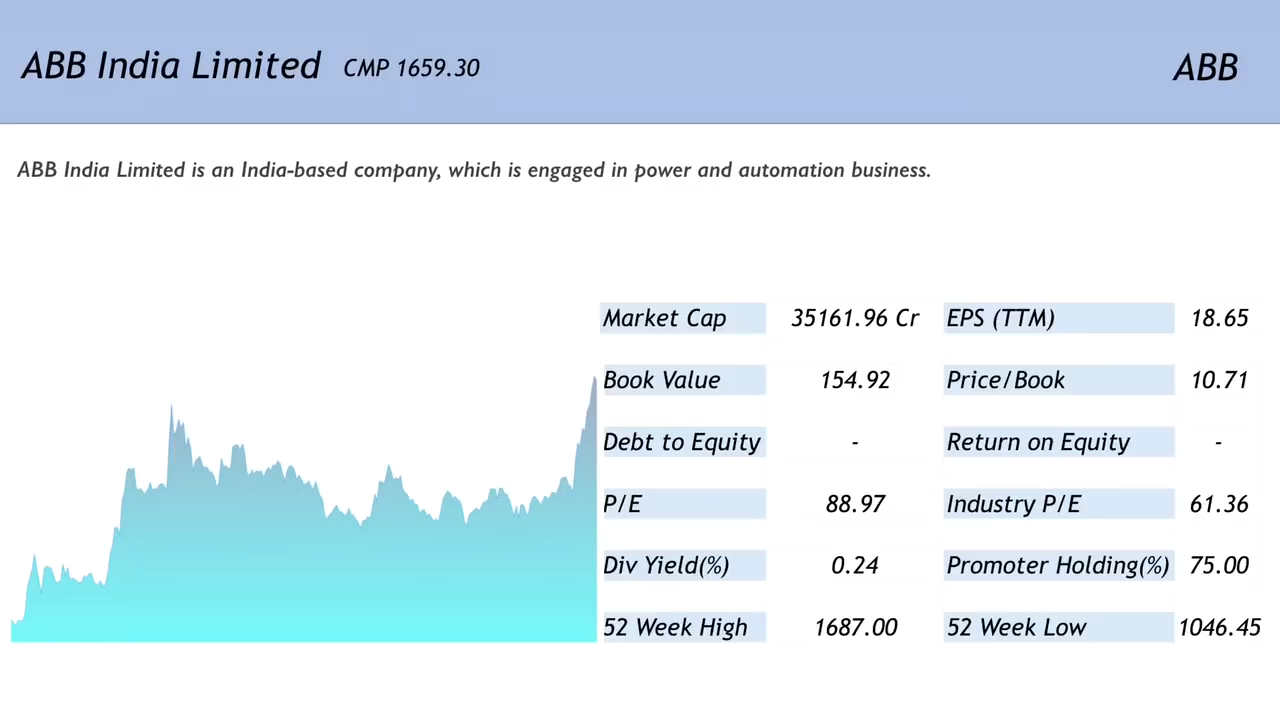 ABB India Limited CMP 1659.30 ABB
ABB India Limited is an India-based company, which is engaged in power and automation business.
Market Cap 35161.96 Cr EPS (TTM) 18.65
Book Value 154.92 Price/Book 10.71
Debt to Equity - Return on Equity -
P/E 88.97 Industry P/E 61.36
Div Yield(%) 0.24 Promoter Holding(%) 75.00
52 Week High 1687.00 52 Week Low 1046.45